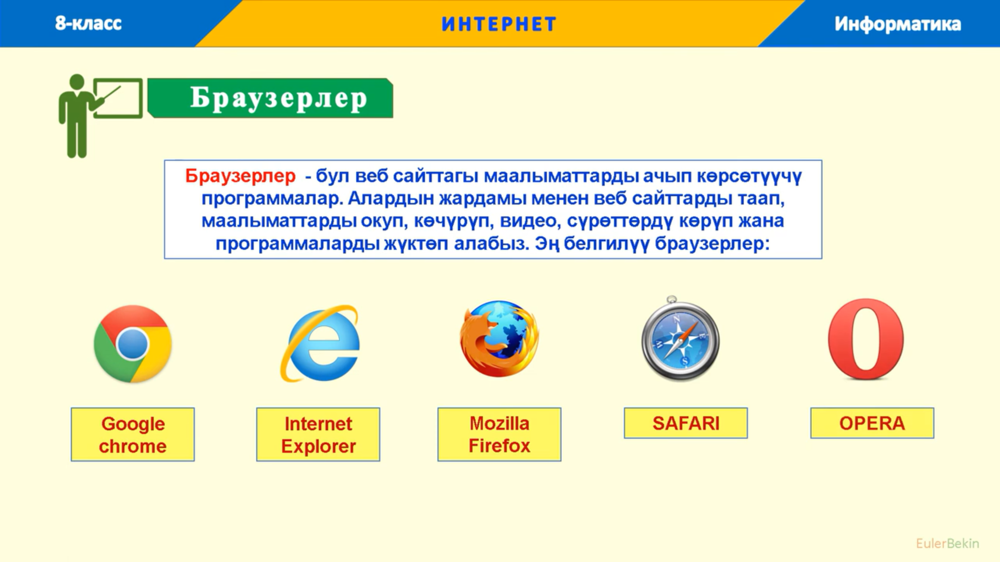 8-класс
ИНТЕРНЕТ
Информатика
Браузерлер
Браузерлер - бул веб сайттагы маалыматтарды ачып көрсөтүүчү
программалар. Алардын жардамы менен веб сайттарды таап,
маалыматтарды окуп, көчүрүп, видео, сүрөттөрдү көрүп жана
программаларды жүктөп алабыз. Эң белгилүү браузерлер:
N
E
S
W
Google
chrome
Internet
Explorer
Mozilla
Firefox
SAFARI
OPERA
EulerBekin